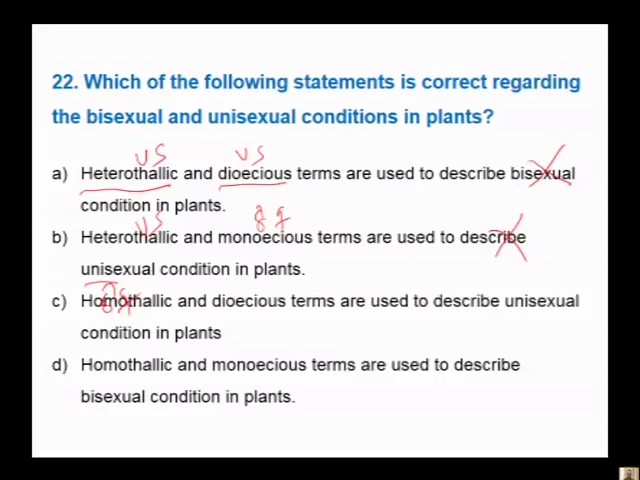 22. Which of the following statements is correct regarding
the bisexual and unisexual conditions in plants?
US US
a) Heterothallic and dioecious terms are used to describe bisexual
condition in plants.
US ♂ ♀
b) Heterothallic and monoecious terms are used to describe
unisexual condition in plants.
c) Homothallic and dioecious terms are used to describe unisexual
condition in plants
d) Homothallic and monoecious terms are used to describe
bisexual condition in plants.